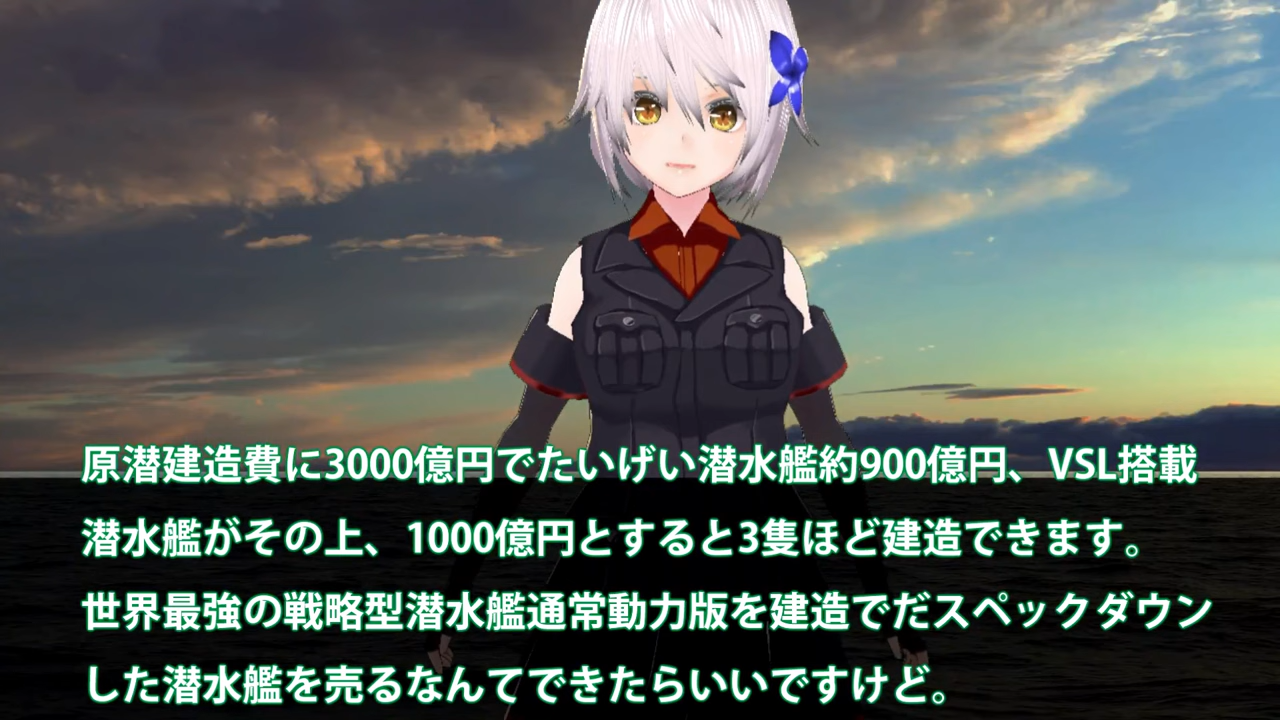 原潜建造費に3000億円でたいげい潜水艦約900億円、VSL搭載
潜水艦がその上、1000億円とすると3隻ほど建造できます。
世界最強の戦略型潜水艦通常動力版を建造でだスペックダウン
した潜水艦を売るなんてできたらいいですけど。